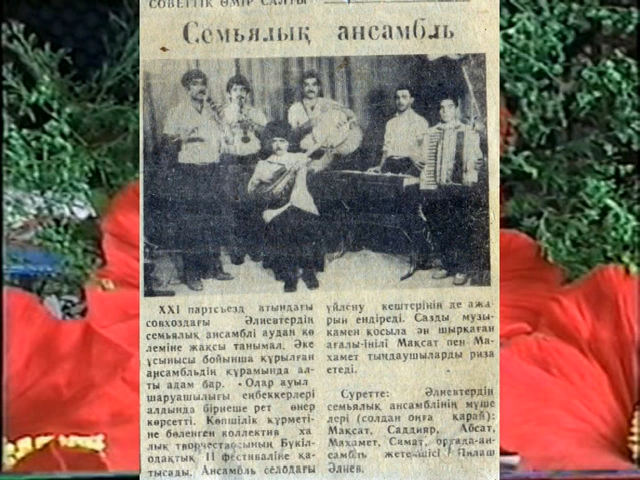 СОВЕТТІК ӨМІР САЛТЫ
Семьялық ансамбль
XXI партсъезд атындағы
совхоздағы Әлиевтердің
семьялық ансамблі аудан кө
леміне жақсы танымал. Әке
ұсынысы бойынша құрылған
ансамбльдің құрамында ал-
ты адам бар. Олар ауыл
шаруашылығы еңбеккерлері
алдында бірнеше рет өнер
көрсетті. Көпшілік құрметі-
не бөленген коллектив ха
лық творчествосының Бүкіл-
одақтық II фестиваліне қа-
тысады. Ансамбль селодағы
үйлену кештерінің де ажа-
рын ендіреді. Сазды музы-
камен қосыла ән шырқаған
ағалы-інілі Мақсат пен Ма-
хамет тыңдаушыларды риза
етеді.
Суретте: Әлиевтердің
семьялық ансамблінің мүше
лері (солдан оңға қарай):
Мақсат, Саддияр, Абсат,
Махамет, Самат, ортада-ан-
самбль жетекшісі
Әлиев.